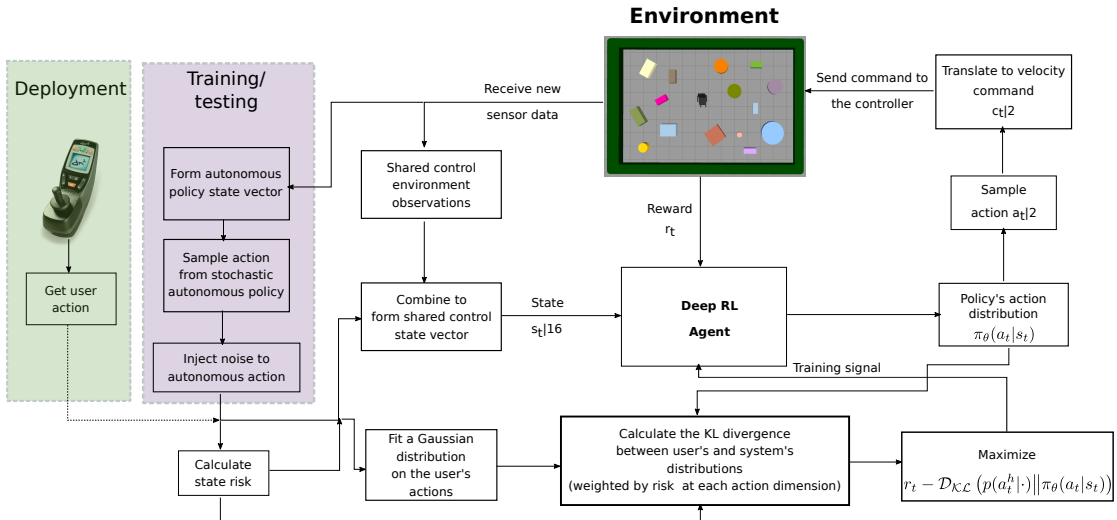 Environment
Deployment
Training/
testing
Receive new
sensor data
Send command to
the controller
Translate to velocity
command
c_t|2
Form autonomous
policy state vector
Shared control
environment
observations
Sample
action a_t|2
Reward
r_t
Sample action
from stochastic
autonomous policy
Get user
action
Combine to
form shared control
state vector
State
s_t|16
Deep RL
Agent
Policy's action
distribution
π_θ(a_t|s_t)
Inject noise to
autonomous action
Training signal
Calculate
state risk
Fit a Gaussian
distribution
on the user's
actions
Calculate the KL divergence
between user's and system's
distributions
(weighted by risk at each action dimension)
Maximize
r_t − D_KL (p(a_t^h|·)||π_θ(a_t|s_t))